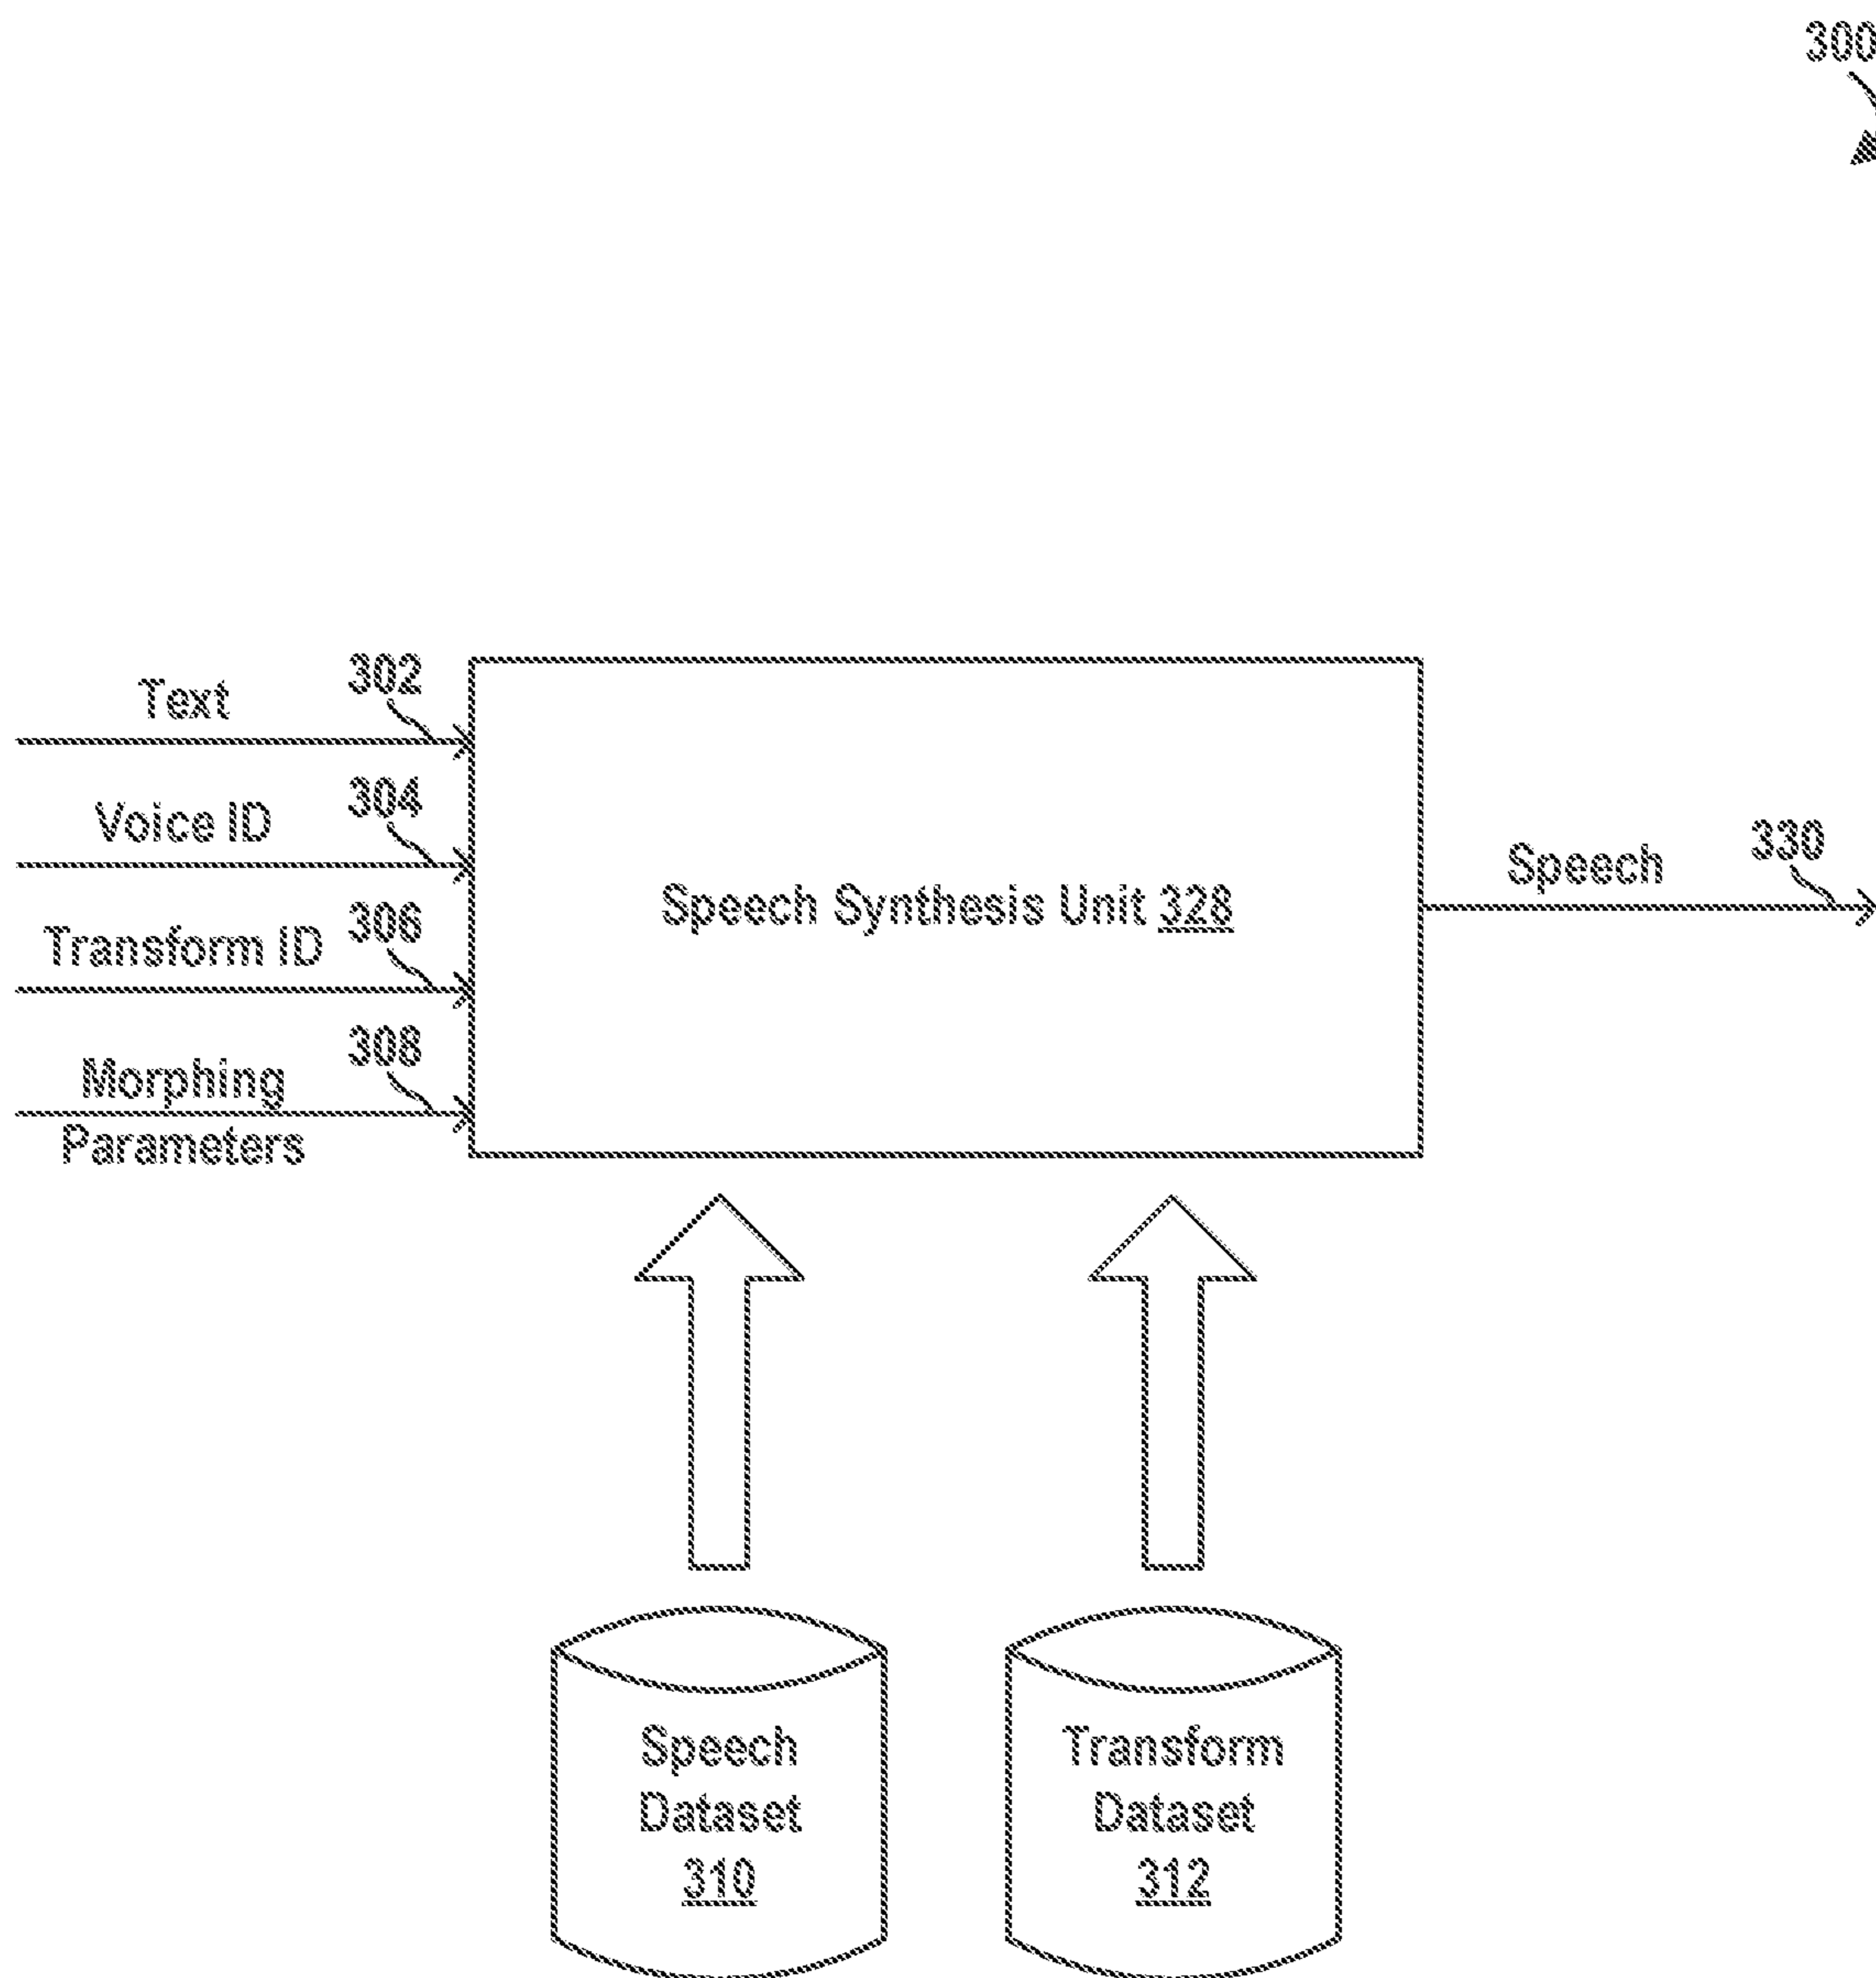 300
Text 302
Voice ID 304
Transform ID 306
Morphing 308
Parameters
Speech Synthesis Unit 328
Speech 330
Speech
Dataset
310
Transform
Dataset
312